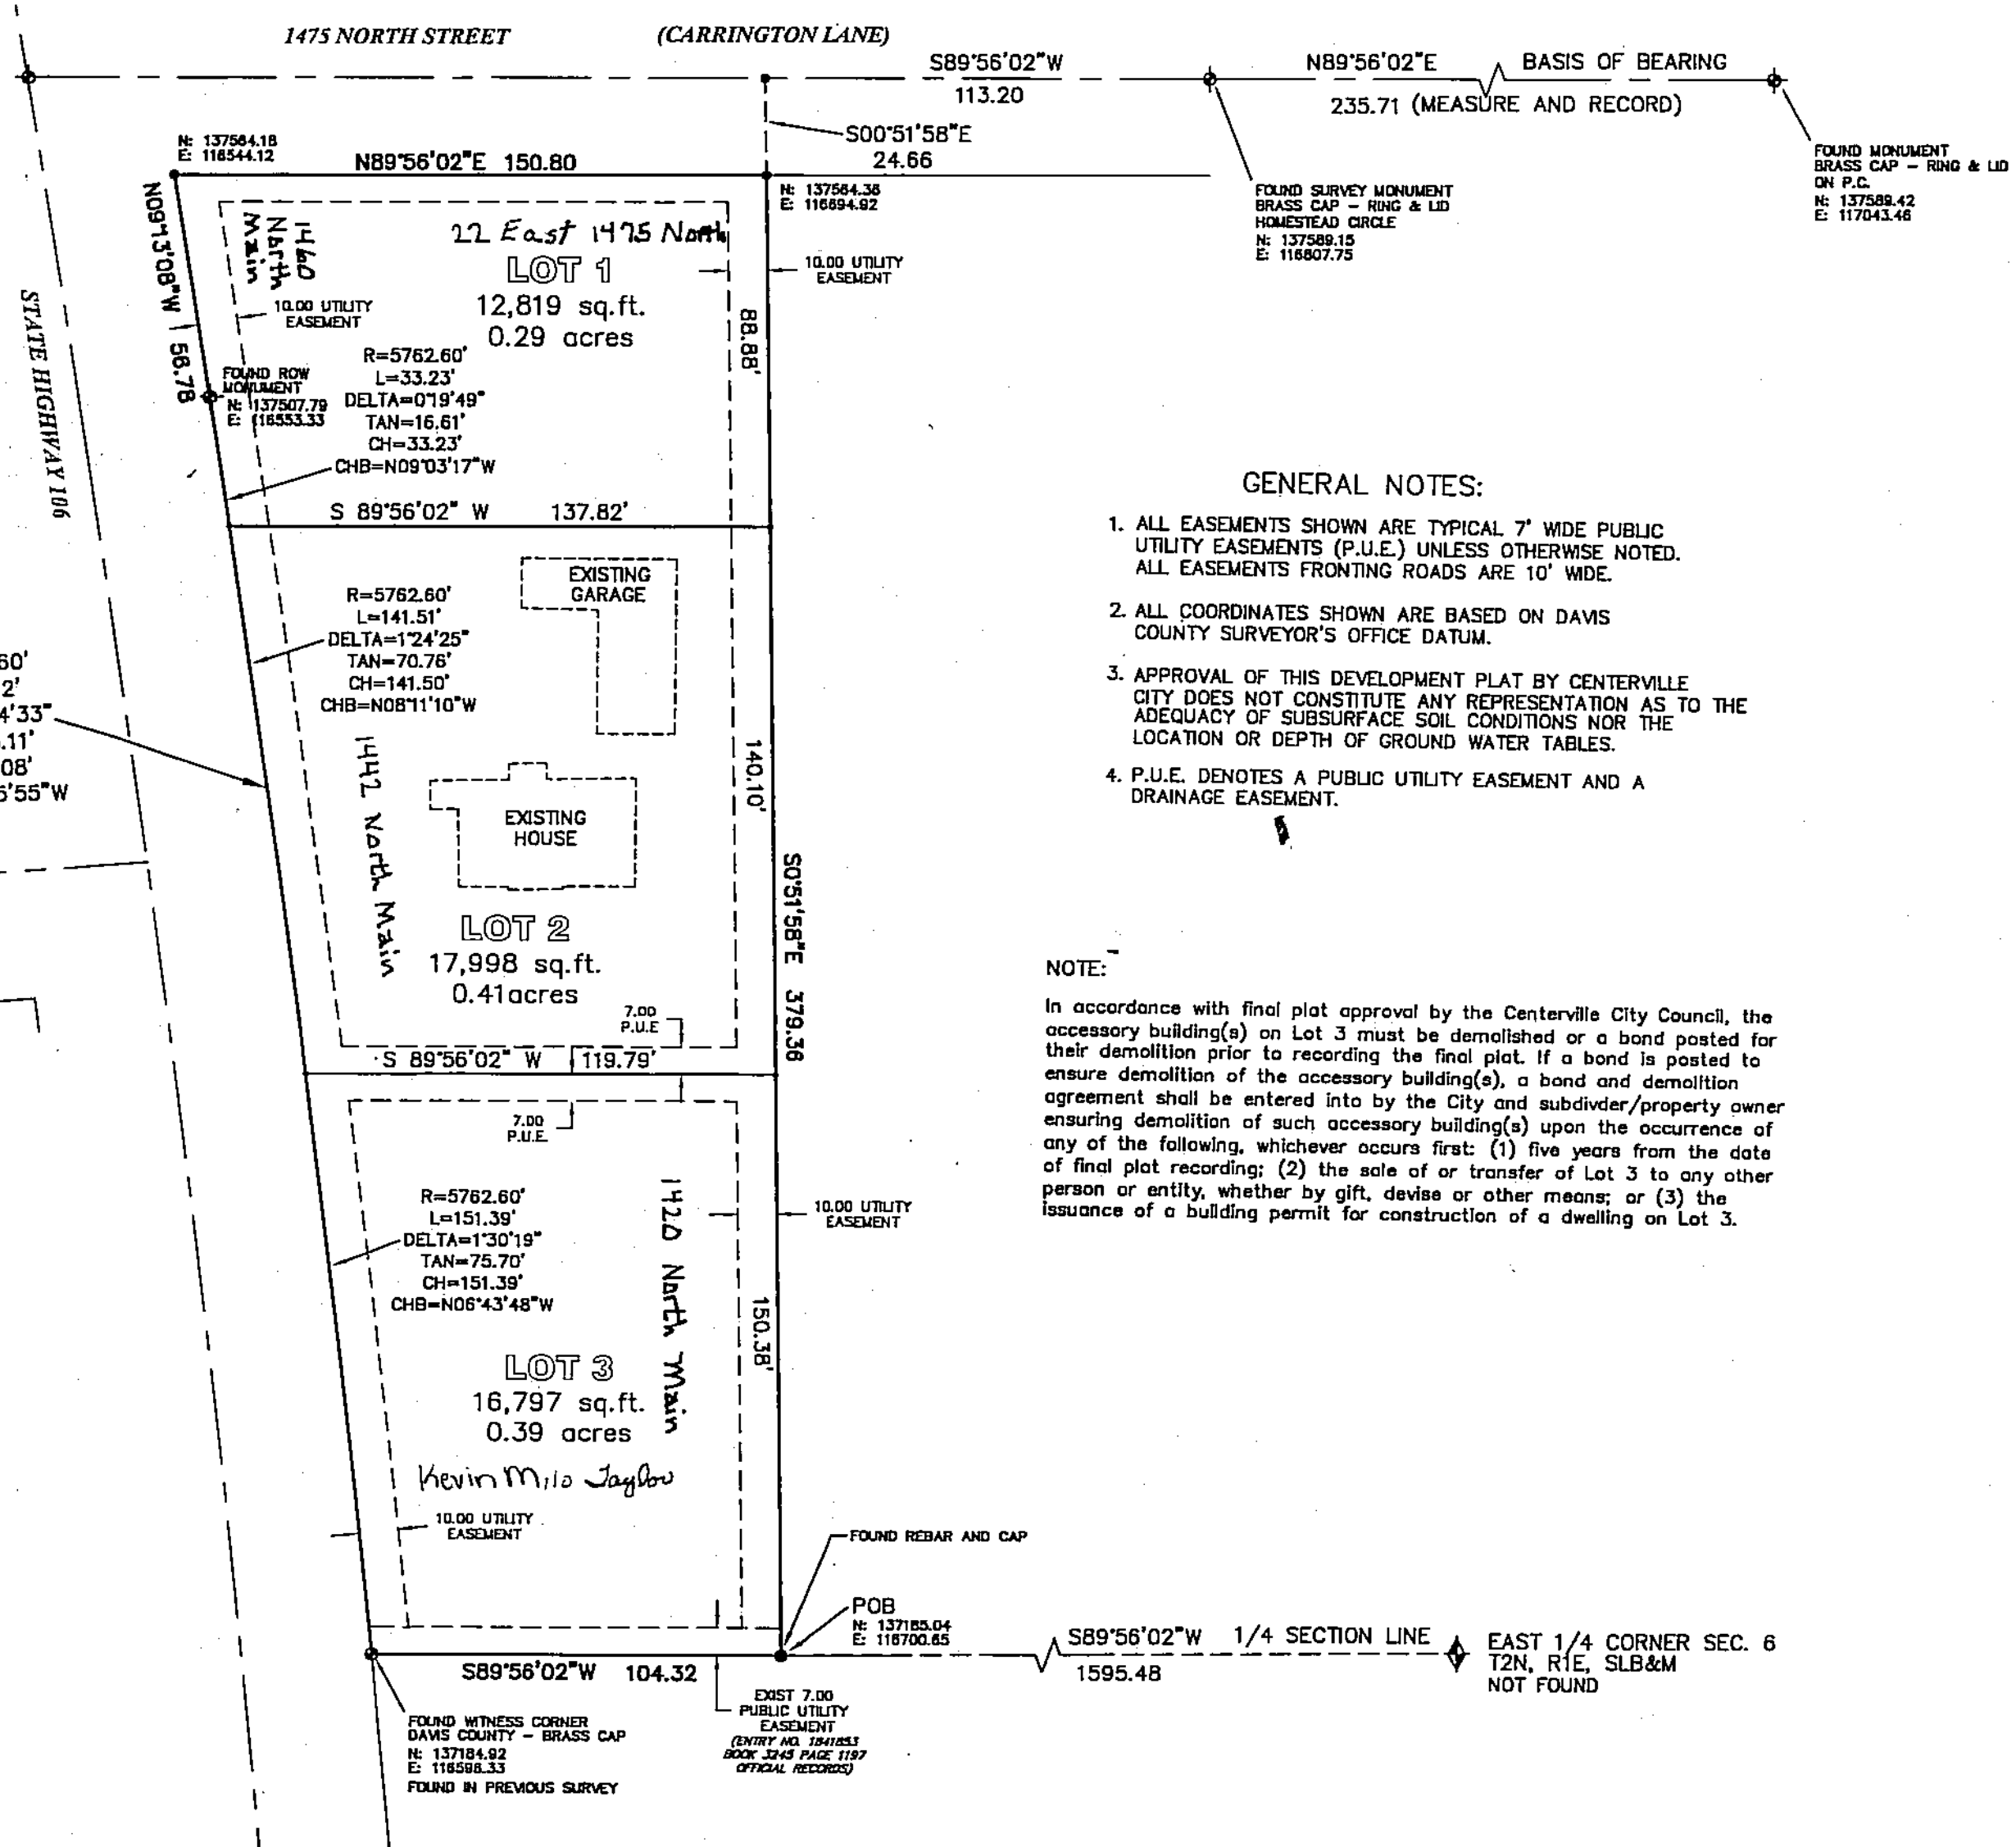 1475 NORTH STREET (CARRINGTON LANE)
S89°56'02"W
113.20
N89°56'02"E BASIS OF BEARING
235.71 (MEASURE AND RECORD)
S00°51'58"E
24.66
N: 137564.18
E: 116544.12
N89°56'02"E 150.80
N: 137564.36
E: 116694.92
FOUND SURVEY MONUMENT
BRASS CAP - RING & LID
HOMESTEAD CIRCLE
N: 137589.15
E: 116807.75
FOUND MONUMENT
BRASS CAP - RING & LID
ON P.C.
N: 137589.42
E: 117043.46
STATE HIGHWAY 106
N09°13'08"W 56.78
1460
North
Main
22 East 1475 North
LOT 1
12,819 sq.ft.
0.29 acres
10.00 UTILITY
EASEMENT
10.00 UTILITY
EASEMENT
88.88'
FOUND ROW
MONUMENT
N: 137507.79
E: 116553.33
R=5762.60'
L=33.23'
DELTA=0°19'49"
TAN=16.61'
CH=33.23'
CHB=N09°03'17"W
S 89°56'02" W 137.82'
EXISTING
GARAGE
R=5762.60'
L=141.51'
DELTA=1°24'25"
TAN=70.76'
CH=141.50'
CHB=N08°11'10"W
60'
2'
4'33"
.11'
08'
5'55"W
1442 North Main
EXISTING
HOUSE
140.10'
LOT 2
17,998 sq.ft.
0.41acres
S0°51'58"E 379.36
7.00
P.U.E
S 89°56'02" W 119.79'
7.00
P.U.E.
R=5762.60'
L=151.39'
DELTA=1°30'19"
TAN=75.70'
CH=151.39'
CHB=N06°43'48"W
1420 North Main
10.00 UTILITY
EASEMENT
150.38'
LOT 3
16,797 sq.ft.
0.39 acres
Kevin Milo Taylor
10.00 UTILITY
EASEMENT
FOUND REBAR AND CAP
POB
N: 137185.04
E: 116700.65
S89°56'02"W 104.32
S89°56'02"W 1/4 SECTION LINE
1595.48
EAST 1/4 CORNER SEC. 6
T2N, R1E, SLB&M
NOT FOUND
FOUND WITNESS CORNER
DAVIS COUNTY - BRASS CAP
N: 137184.92
E: 116596.33
FOUND IN PREVIOUS SURVEY
EXIST 7.00
PUBLIC UTILITY
EASEMENT
(ENTRY NO. 1841853
BOOK 3245 PAGE 1197
OFFICIAL RECORDS)
GENERAL NOTES:
1. ALL EASEMENTS SHOWN ARE TYPICAL 7' WIDE PUBLIC
UTILITY EASEMENTS (P.U.E.) UNLESS OTHERWISE NOTED.
ALL EASEMENTS FRONTING ROADS ARE 10' WIDE.
2. ALL COORDINATES SHOWN ARE BASED ON DAVIS
COUNTY SURVEYOR'S OFFICE DATUM.
3. APPROVAL OF THIS DEVELOPMENT PLAT BY CENTERVILLE
CITY DOES NOT CONSTITUTE ANY REPRESENTATION AS TO THE
ADEQUACY OF SUBSURFACE SOIL CONDITIONS NOR THE
LOCATION OR DEPTH OF GROUND WATER TABLES.
4. P.U.E. DENOTES A PUBLIC UTILITY EASEMENT AND A
DRAINAGE EASEMENT.
NOTE:
In accordance with final plat approval by the Centerville City Council, the
accessory building(s) on Lot 3 must be demolished or a bond posted for
their demolition prior to recording the final plat. If a bond is posted to
ensure demolition of the accessory building(s), a bond and demolition
agreement shall be entered into by the City and subdivder/property owner
ensuring demolition of such accessory building(s) upon the occurrence of
any of the following, whichever occurs first: (1) five years from the date
of final plat recording; (2) the sale of or transfer of Lot 3 to any other
person or entity, whether by gift, devise or other means; or (3) the
issuance of a building permit for construction of a dwelling on Lot 3.